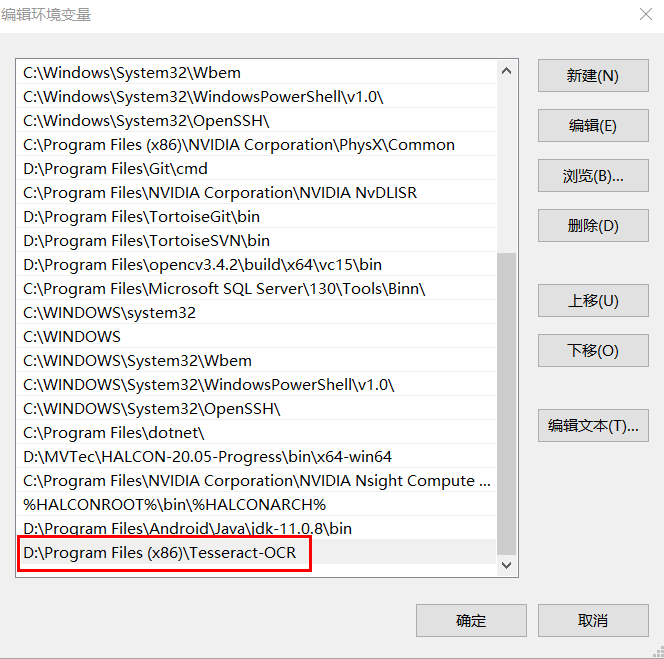 编辑环境变量
C:\Windows\System32\Wbem
C:\Windows\System32\WindowsPowerShell\v1.0\
C:\Windows\System32\OpenSSH\
C:\Program Files (x86)\NVIDIA Corporation\PhysX\Common
D:\Program Files\Git\cmd
C:\Program Files\NVIDIA Corporation\NVIDIA NvDLISR
D:\Program Files\TortoiseGit\bin
D:\Program Files\TortoiseSVN\bin
D:\Program Files\opencv3.4.2\build\x64\vc15\bin
C:\Program Files\Microsoft SQL Server\130\Tools\Binn\
C:\WINDOWS\system32
C:\WINDOWS
C:\WINDOWS\System32\Wbem
C:\WINDOWS\System32\WindowsPowerShell\v1.0\
C:\WINDOWS\System32\OpenSSH\
C:\Program Files\dotnet\
D:\MVTec\HALCON-20.05-Progress\bin\x64-win64
C:\Program Files\NVIDIA Corporation\NVIDIA Nsight Compute ...
%HALCONROOT%\bin\%HALCONARCH%
D:\Program Files\Android\Java\jdk-11.0.8\bin
D:\Program Files (x86)\Tesseract-OCR
新建(N)
编辑(E)
浏览(B)...
删除(D)
上移(U)
下移(O)
编辑文本(T)...
确定
取消